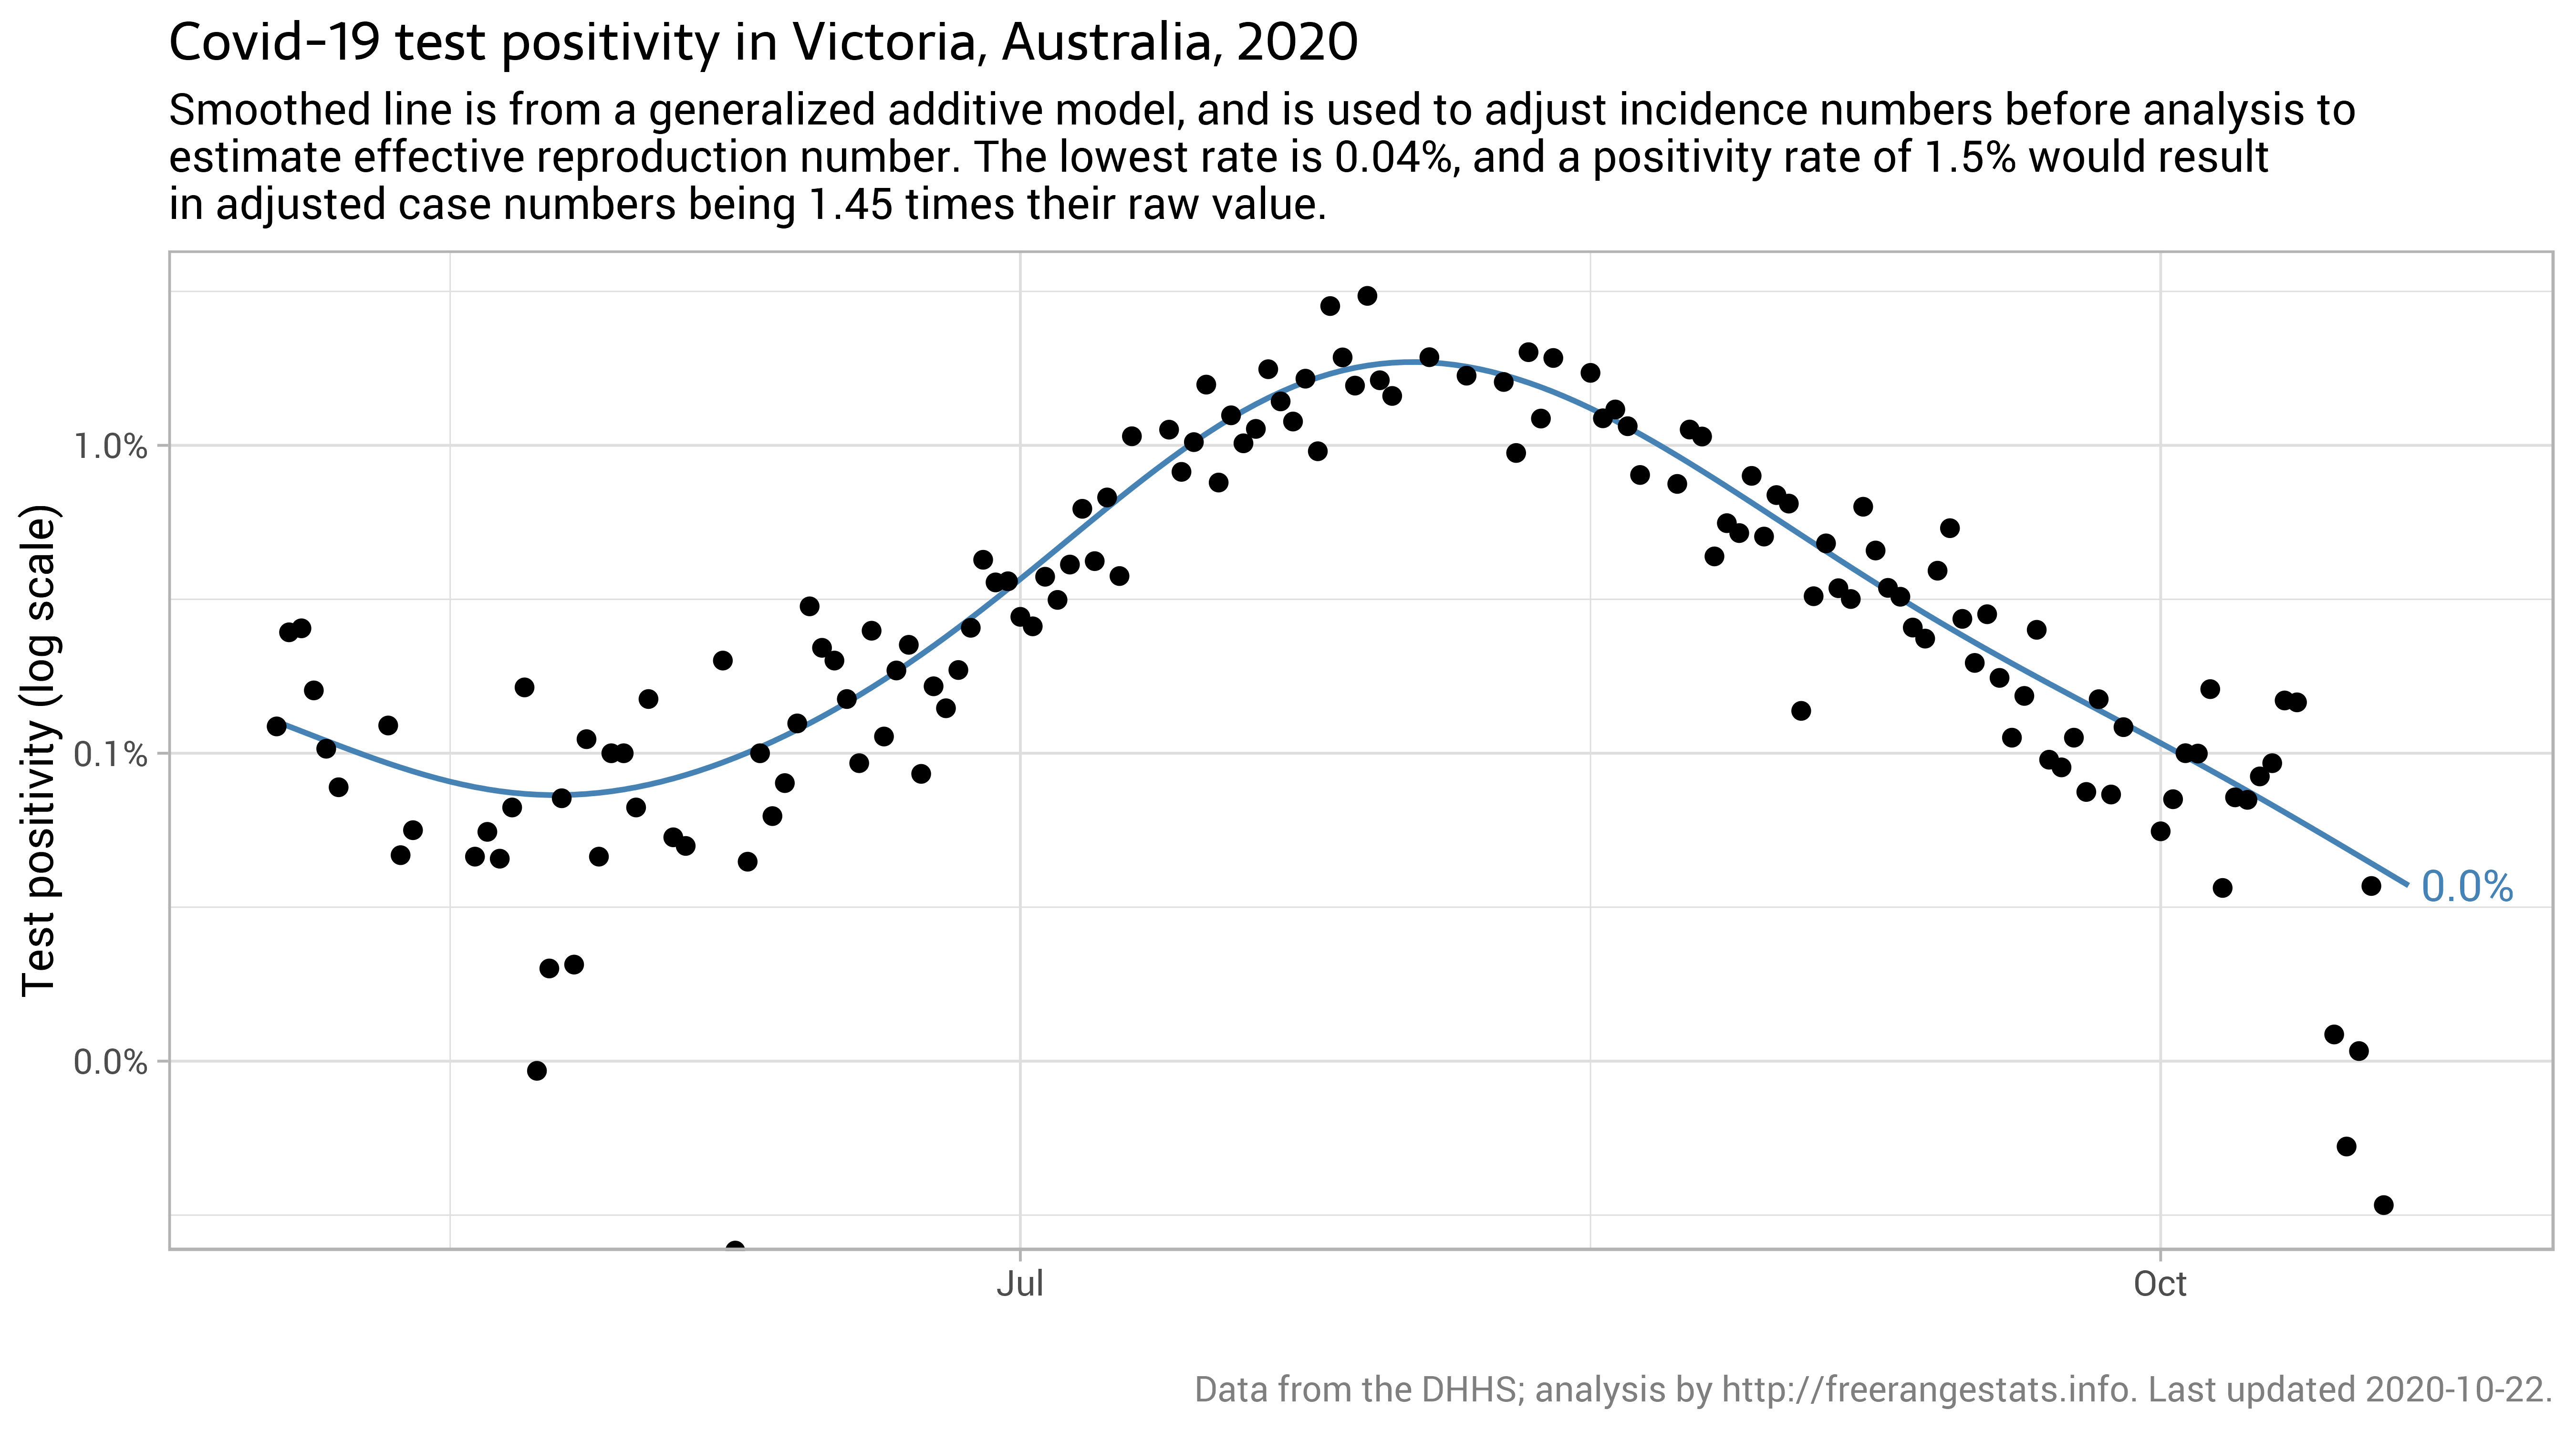 Covid-19 test positivity in Victoria, Australia, 2020
Smoothed line is from a generalized additive model, and is used to adjust incidence numbers before analysis to
estimate effective reproduction number. The lowest rate is 0.04%, and a positivity rate of 1.5% would result
in adjusted case numbers being 1.45 times their raw value.
Test positivity (log scale)
1.0%
0.1%
0.0%
0.0%
Jul
Oct
Data from the DHHS; analysis by http://freerangestats.info. Last updated 2020-10-22.